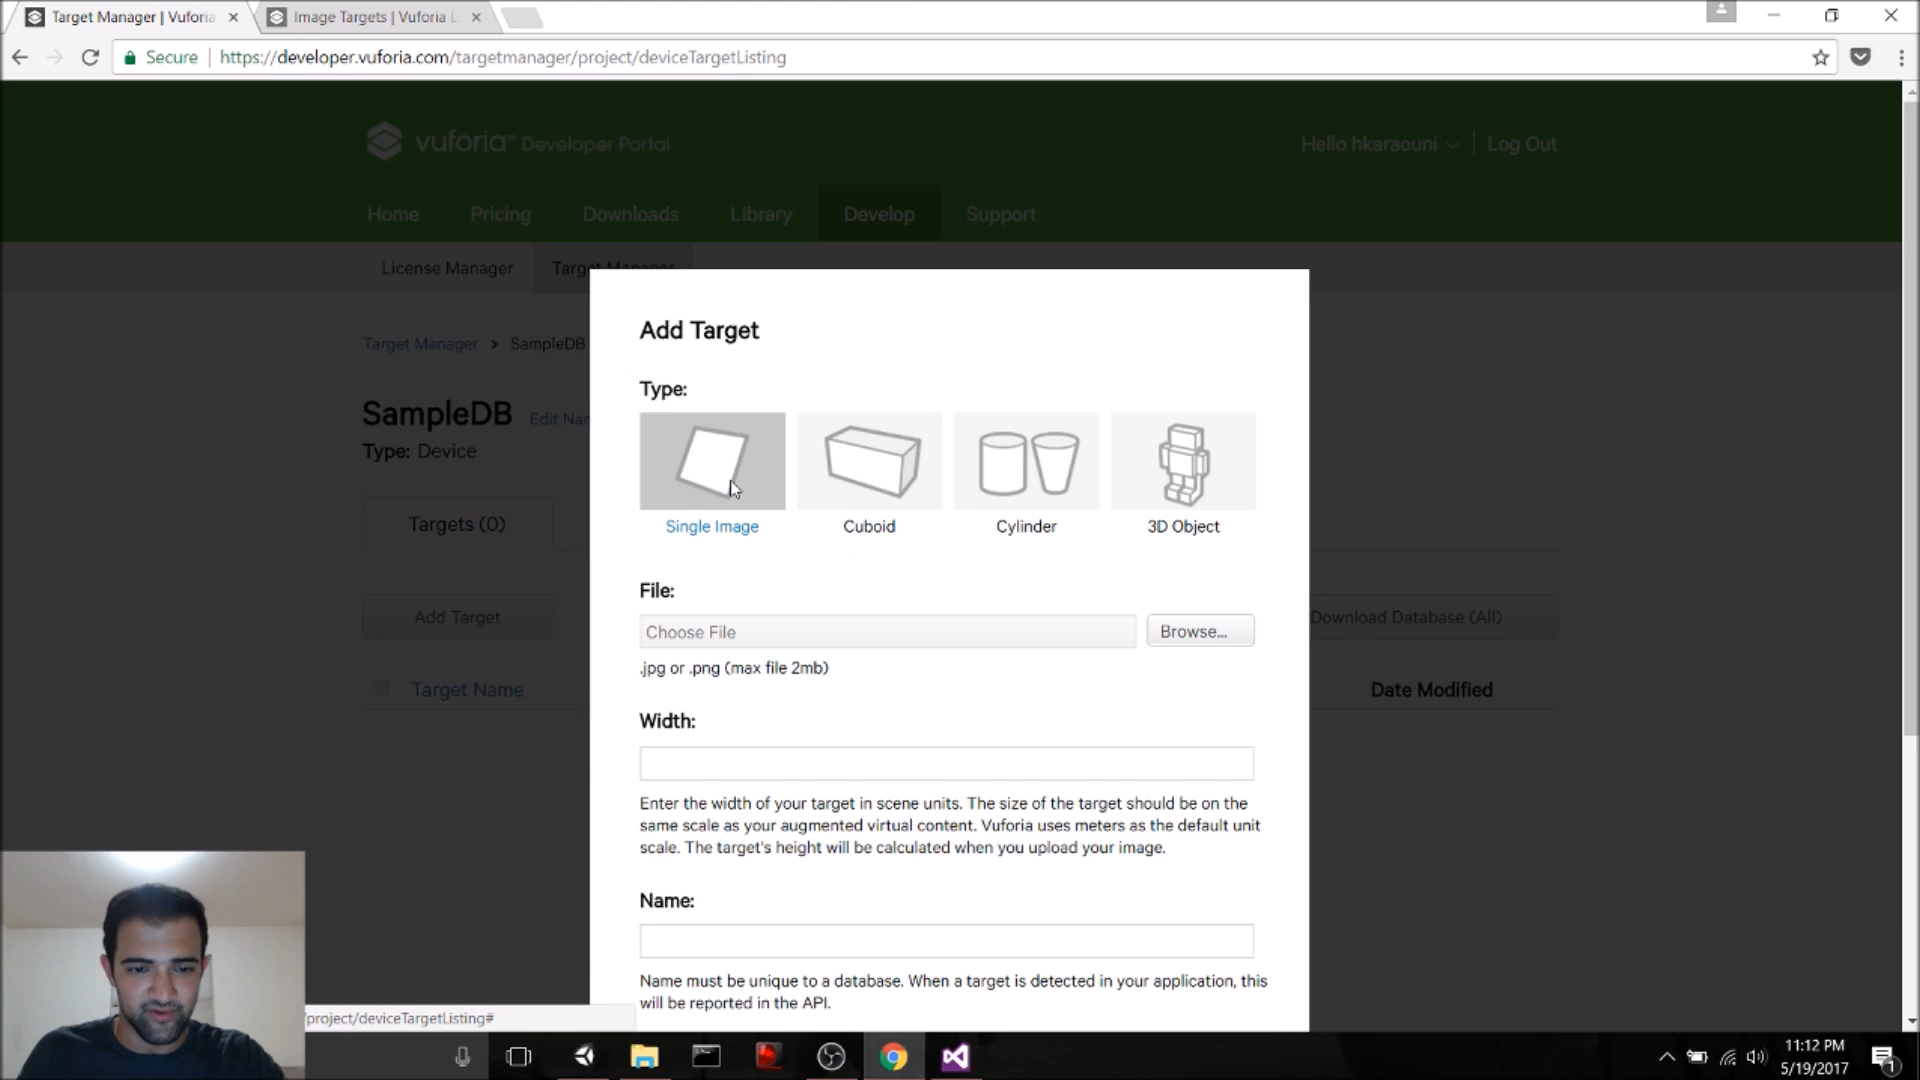 Target Manager | Vuforia
Image Targets | Vuforia L
Secure
https://developer.vuforia.com/targetmanager/project/deviceTargetListing
vuforia™ Developer Portal
Hello hkaraouni
Log Out
Home
Pricing
Downloads
Library
Develop
Support
License Manager
Target Manager
Target Manager > SampleDB
SampleDB
Edit Nam
Type: Device
Targets (0)
Add Target
Download Database (All)
Target Name
Date Modified
Add Target
Type:
Single Image
Cuboid
Cylinder
3D Object
File:
Choose File
Browse...
.jpg or .png (max file 2mb)
Width:
Enter the width of your target in scene units. The size of the target should be on the
same scale as your augmented virtual content. Vuforia uses meters as the default unit
scale. The target's height will be calculated when you upload your image.
Name:
Name must be unique to a database. When a target is detected in your application, this
will be reported in the API.
/project/deviceTargetListing#
11:12 PM
5/19/2017
1